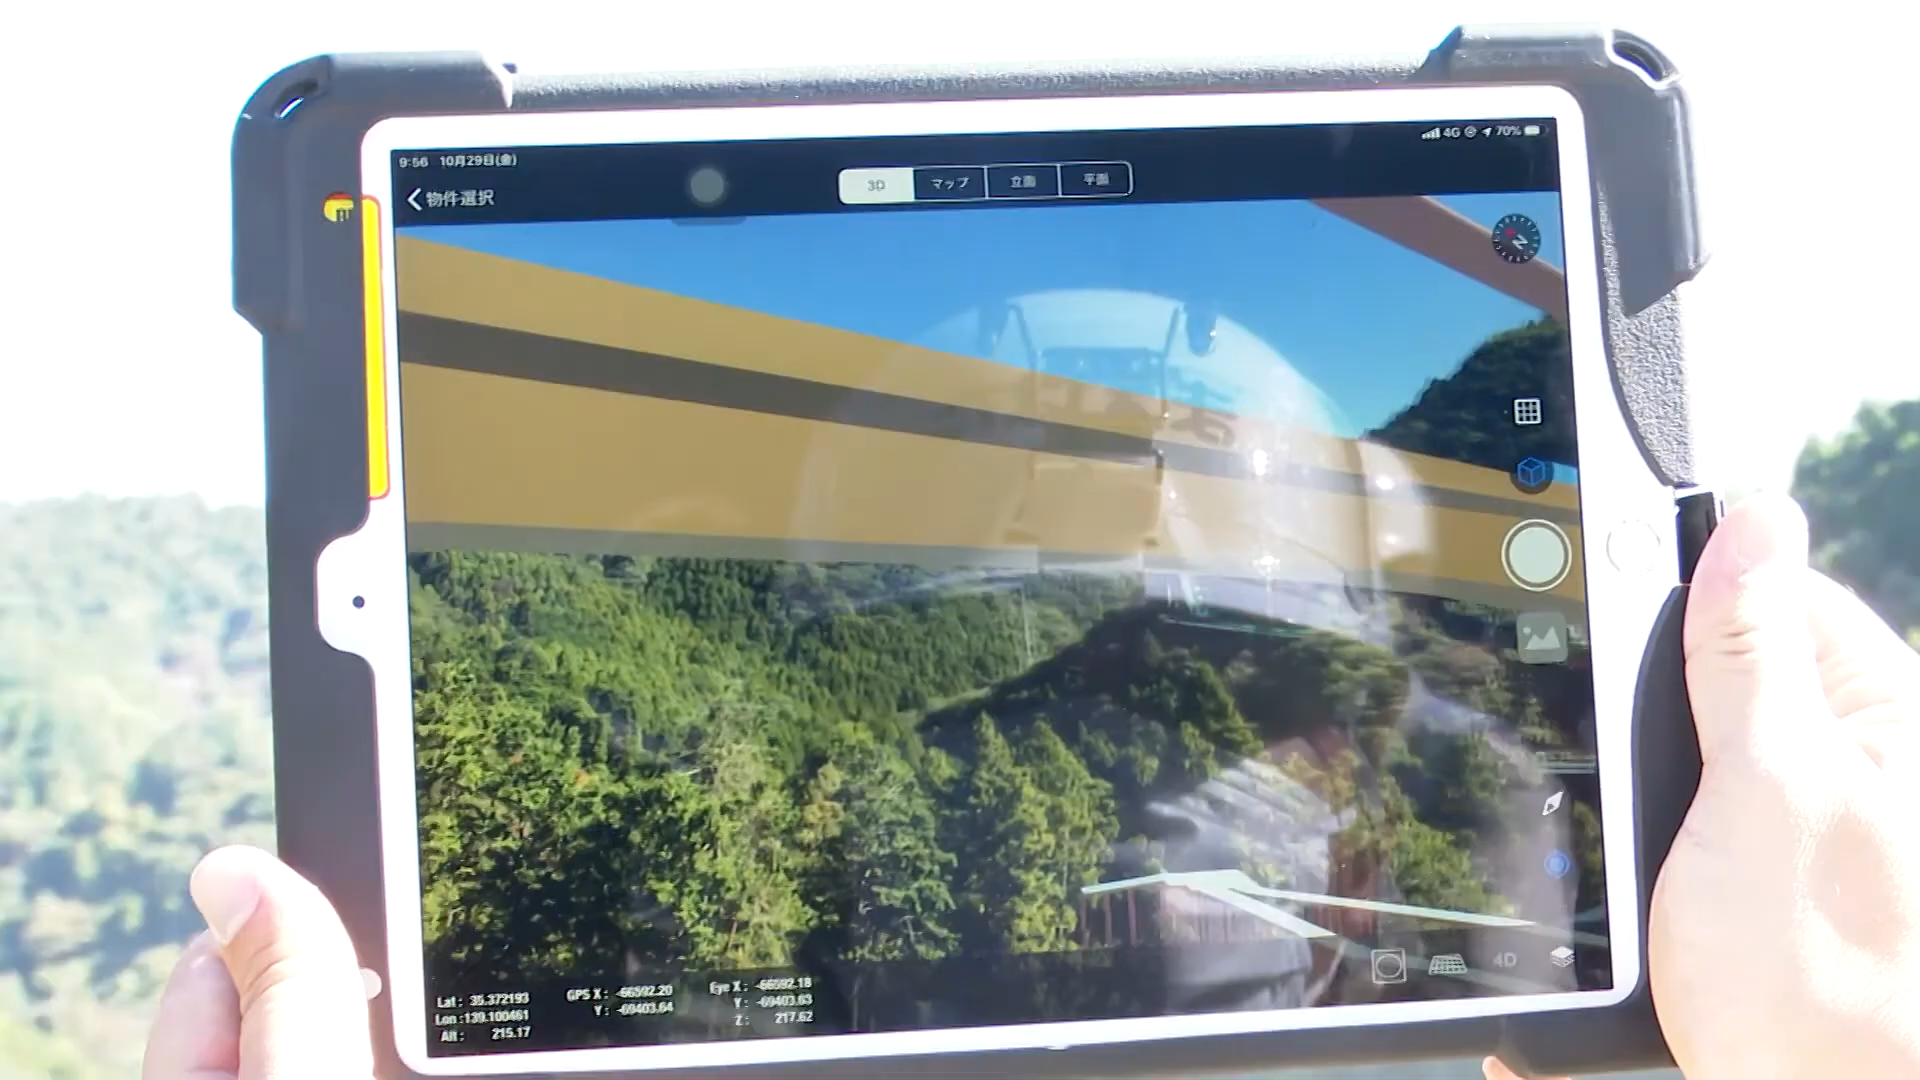 9:56 10月29日(金)
4G 70%
物件選択
3D マップ 立面 平面
4D
Lat: 35.372193
Lon:139.100461
Alt: 215.17
GPS X: -66592.20
Y: -69403.64
Eye X: -66592.18
Y: -69403.63
Z: 217.62